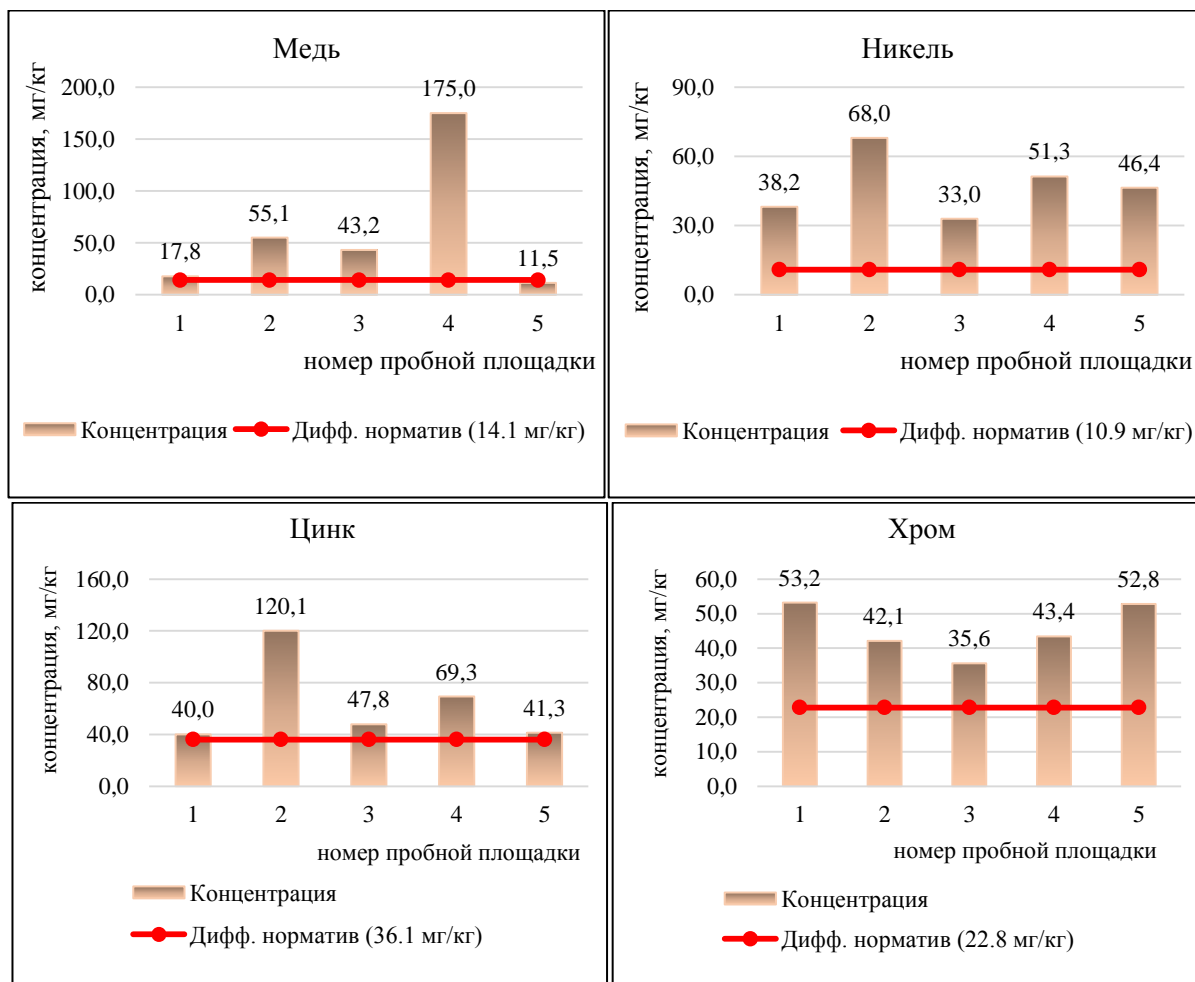 Медь
концентрация, мг/кг
200,0
150,0
100,0
50,0
0,0
17,8
55,1
43,2
175,0
11,5
1 2 3 4 5
номер пробной площадки
Концентрация Дифф. норматив (14.1 мг/кг)
Никель
концентрация, мг/кг
90,0
60,0
30,0
0,0
38,2
68,0
33,0
51,3
46,4
1 2 3 4 5
номер пробной площадки
Концентрация Дифф. норматив (10.9 мг/кг)
Цинк
концентрация, мг/кг
160,0
120,0
80,0
40,0
0,0
40,0
120,1
47,8
69,3
41,3
1 2 3 4 5
номер пробной площадки
Концентрация
Дифф. норматив (36.1 мг/кг)
Хром
концентрация, мг/кг
60,0
50,0
40,0
30,0
20,0
10,0
0,0
53,2
42,1
35,6
43,4
52,8
1 2 3 4 5
номер пробной площадки
Концентрация
Дифф. норматив (22.8 мг/кг)